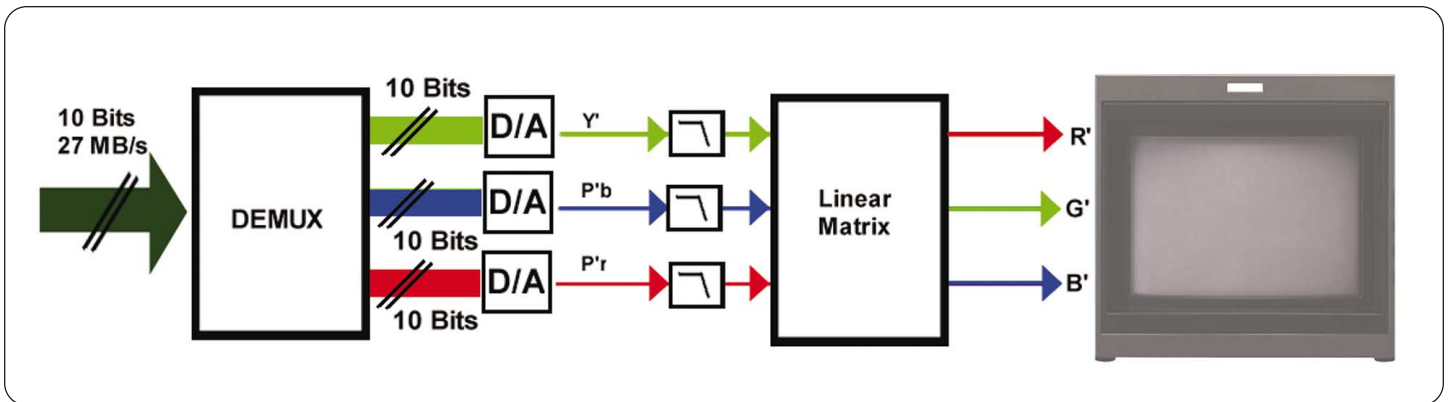 10 Bits
27 MB/s
DEMUX
10 Bits
10 Bits
10 Bits
D/A
D/A
D/A
Y'
P'b
P'r
Linear
Matrix
R'
G'
B'